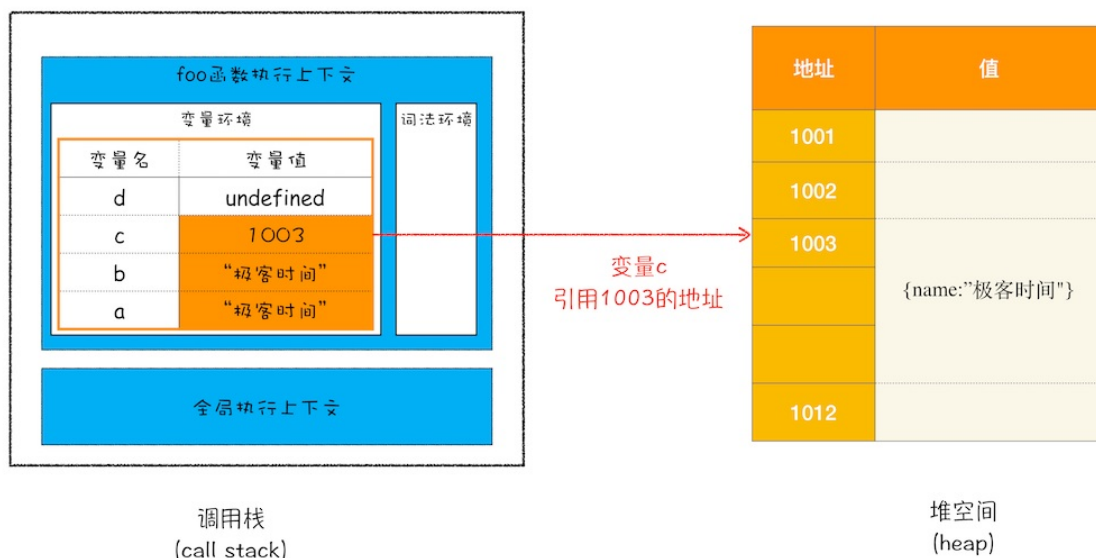 foo函数执行上下文
变量环境
词法环境
变量名 变量值
d undefined
c 1003
b “极客时间”
a “极客时间”
全局执行上下文
调用栈
(call stack)
变量c
引用1003的地址
地址 值
1001
1002
1003
{name:”极客时间"}
1012
堆空间
(heap)